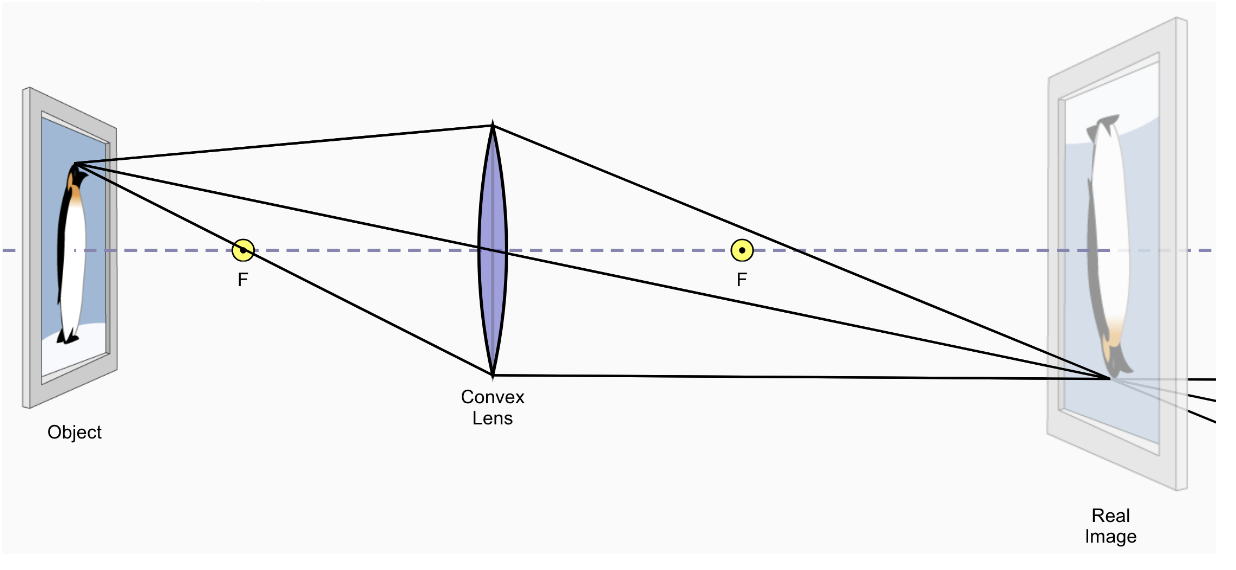 F
F
Convex
Lens
Object
Real
Image